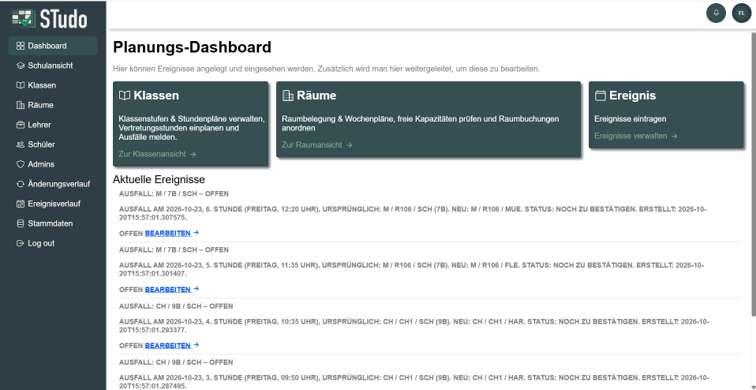 STudo
FL
Dashboard
Schulansicht
Klassen
Räume
Lehrer
Schüler
Admins
Änderungsverlauf
Ereignisverlauf
Stammdaten
Log out
Planungs-Dashboard
Hier können Ereignisse angelegt und eingesehen werden. Zusätzlich wird man hier weitergeleitet, um diese zu bearbeiten.
Klassen
Klassenstufen & Stundenpläne verwalten,
Vertretungsstunden einplanen und
Ausfälle melden.
Zur Klassenansicht →
Räume
Raumbelegung & Wochenpläne, freie Kapazitäten prüfen und Raumbuchungen
anordnen
Zur Raumansicht →
Ereignis
Ereignisse eintragen
Ereignisse verwalten →
Aktuelle Ereignisse
AUSFALL: M / 7B / SCH – OFFEN
AUSFALL AM 2026-10-23, 6. STUNDE (FREITAG, 12:20 UHR), URSPRÜNGLICH: M / R106 / SCH (7B). NEU: M / R106 / MUE. STATUS: NOCH ZU BESTÄTIGEN. ERSTELLT: 2026-10-
20T15:57:01.307575.
OFFEN BEARBEITEN →
AUSFALL: M / 7B / SCH – OFFEN
AUSFALL AM 2026-10-23, 5. STUNDE (FREITAG, 11:35 UHR), URSPRÜNGLICH: M / R106 / SCH (7B). NEU: M / R106 / FLE. STATUS: NOCH ZU BESTÄTIGEN. ERSTELLT: 2026-10-
20T15:57:01.301407.
OFFEN BEARBEITEN →
AUSFALL: CH / 9B / SCH – OFFEN
AUSFALL AM 2026-10-23, 4. STUNDE (FREITAG, 10:35 UHR), URSPRÜNGLICH: CH / CH1 / SCH (9B). NEU: CH / CH1 / HAR. STATUS: NOCH ZU BESTÄTIGEN. ERSTELLT: 2026-10-
20T15:57:01.293377.
OFFEN BEARBEITEN →
AUSFALL: CH / 9B / SCH – OFFEN
AUSFALL AM 2026-10-23, 3. STUNDE (FREITAG, 09:50 UHR), URSPRÜNGLICH: CH / CH1 / SCH (9B). NEU: CH / CH1 / HAR. STATUS: NOCH ZU BESTÄTIGEN. ERSTELLT: 2026-10-
20T15:57:01.287495.